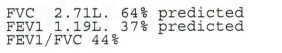 FVC 2.71L. 64% predicted
FEV1 1.19L. 37% predicted
FEV1/FVC 44%